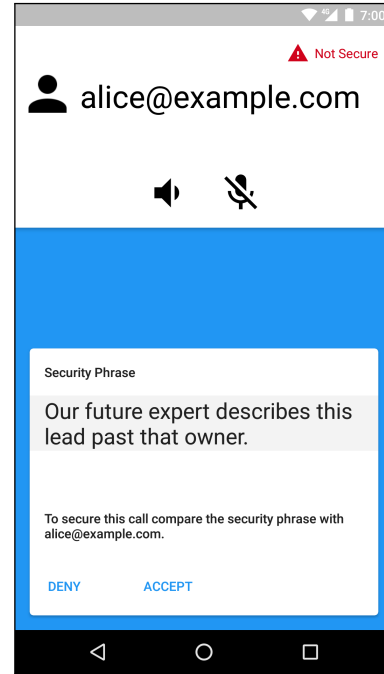 4G 7:00
Not Secure
alice@example.com
Security Phrase
Our future expert describes this
lead past that owner.
To secure this call compare the security phrase with
alice@example.com.
DENY ACCEPT